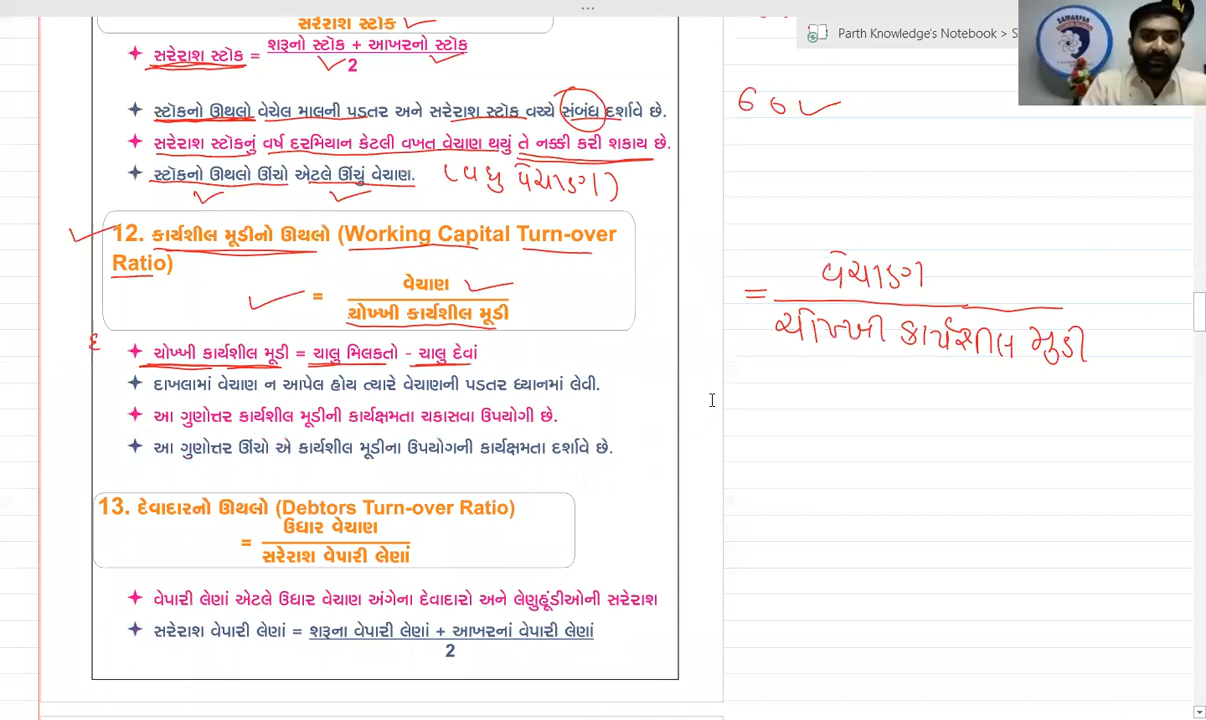 સરેરાશ સ્ટૉક
સરેરાશ સ્ટૉક = શરૂનો સ્ટૉક + આખરનો સ્ટૉક
2
સ્ટૉકનો ઊથલો વેચેલ માલની પડતર અને સરેરાશ સ્ટૉક વચ્ચે સંબંધ દર્શાવે છે.
સરેરાશ સ્ટૉકનું વર્ષ દરમિયાન કેટલી વખત વેચાણ થયું તે નક્કી કરી શકાય છે.
સ્ટૉકનો ઊથલો ઊંચો એટલે ઊંચું વેચાણ. (વધુ વેચાણ)
12. કાર્યશીલ મૂડીનો ઊથલો (Working Capital Turn-over
Ratio)
વેચાણ
=
ચોખ્ખી કાર્યશીલ મૂડી
ચોખ્ખી કાર્યશીલ મૂડી = ચાલુ મિલકતો - ચાલુ દેવાં
દાખલામાં વેચાણ ન આપેલ હોય ત્યારે વેચાણની પડતર ધ્યાનમાં લેવી.
આ ગુણોત્તર કાર્યશીલ મૂડીની કાર્યક્ષમતા ચકાસવા ઉપયોગી છે.
આ ગુણોત્તર ઊંચો એ કાર્યશીલ મૂડીના ઉપયોગની કાર્યક્ષમતા દર્શાવે છે.
13. દેવાદારનો ઊથલો (Debtors Turn-over Ratio)
ઉધાર વેચાણ
=
સરેરાશ વેપારી લેણાં
વેપારી લેણાં એટલે ઉધાર વેચાણ અંગેના દેવાદારો અને લેણુહૂંડીઓની સરેરાશ
સરેરાશ વેપારી લેણાં = શરૂના વેપારી લેણાં + આખરનાં વેપારી લેણાં
2
Parth Knowledge's Notebook > S
SAMARPAN
= વેચાણ
ચોખ્ખી કાર્યશીલ મુડી